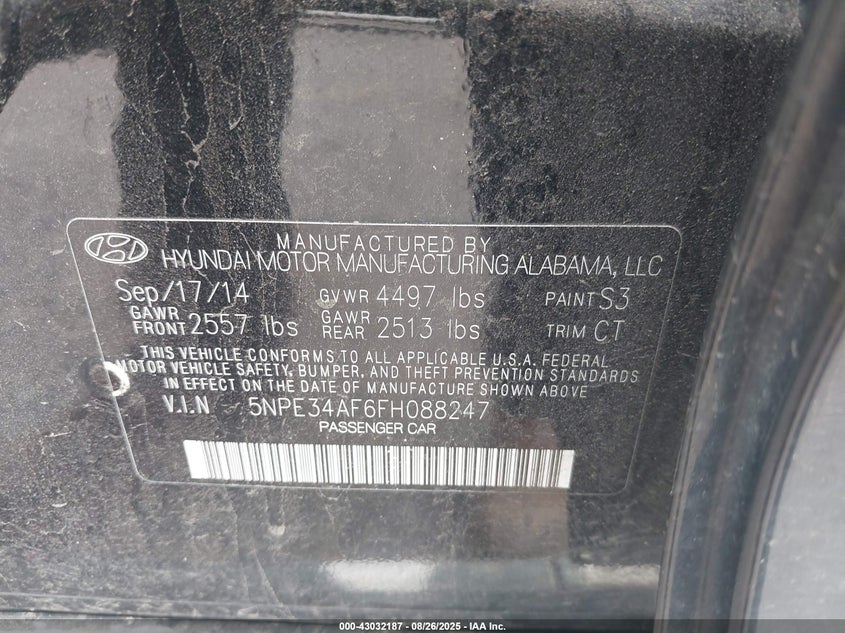 MANUFACTURED BY
HYUNDAI MOTOR MANUFACTURING ALABAMA, LLC
Sep/17/14 GVWR 4497 lbs PAINT S3
GAWR FRONT 2557 lbs GAWR REAR 2513 lbs TRIM CT
THIS VEHICLE CONFORMS TO ALL APPLICABLE U.S.A. FEDERAL
MOTOR VEHICLE SAFETY, BUMPER, AND THEFT PREVENTION STANDARDS
IN EFFECT ON THE DATE OF MANUFACTURE SHOWN ABOVE
V.I.N 5NPE34AF6FH088247
PASSENGER CAR
000-43032187 - 08/26/2025 - IAA Inc.